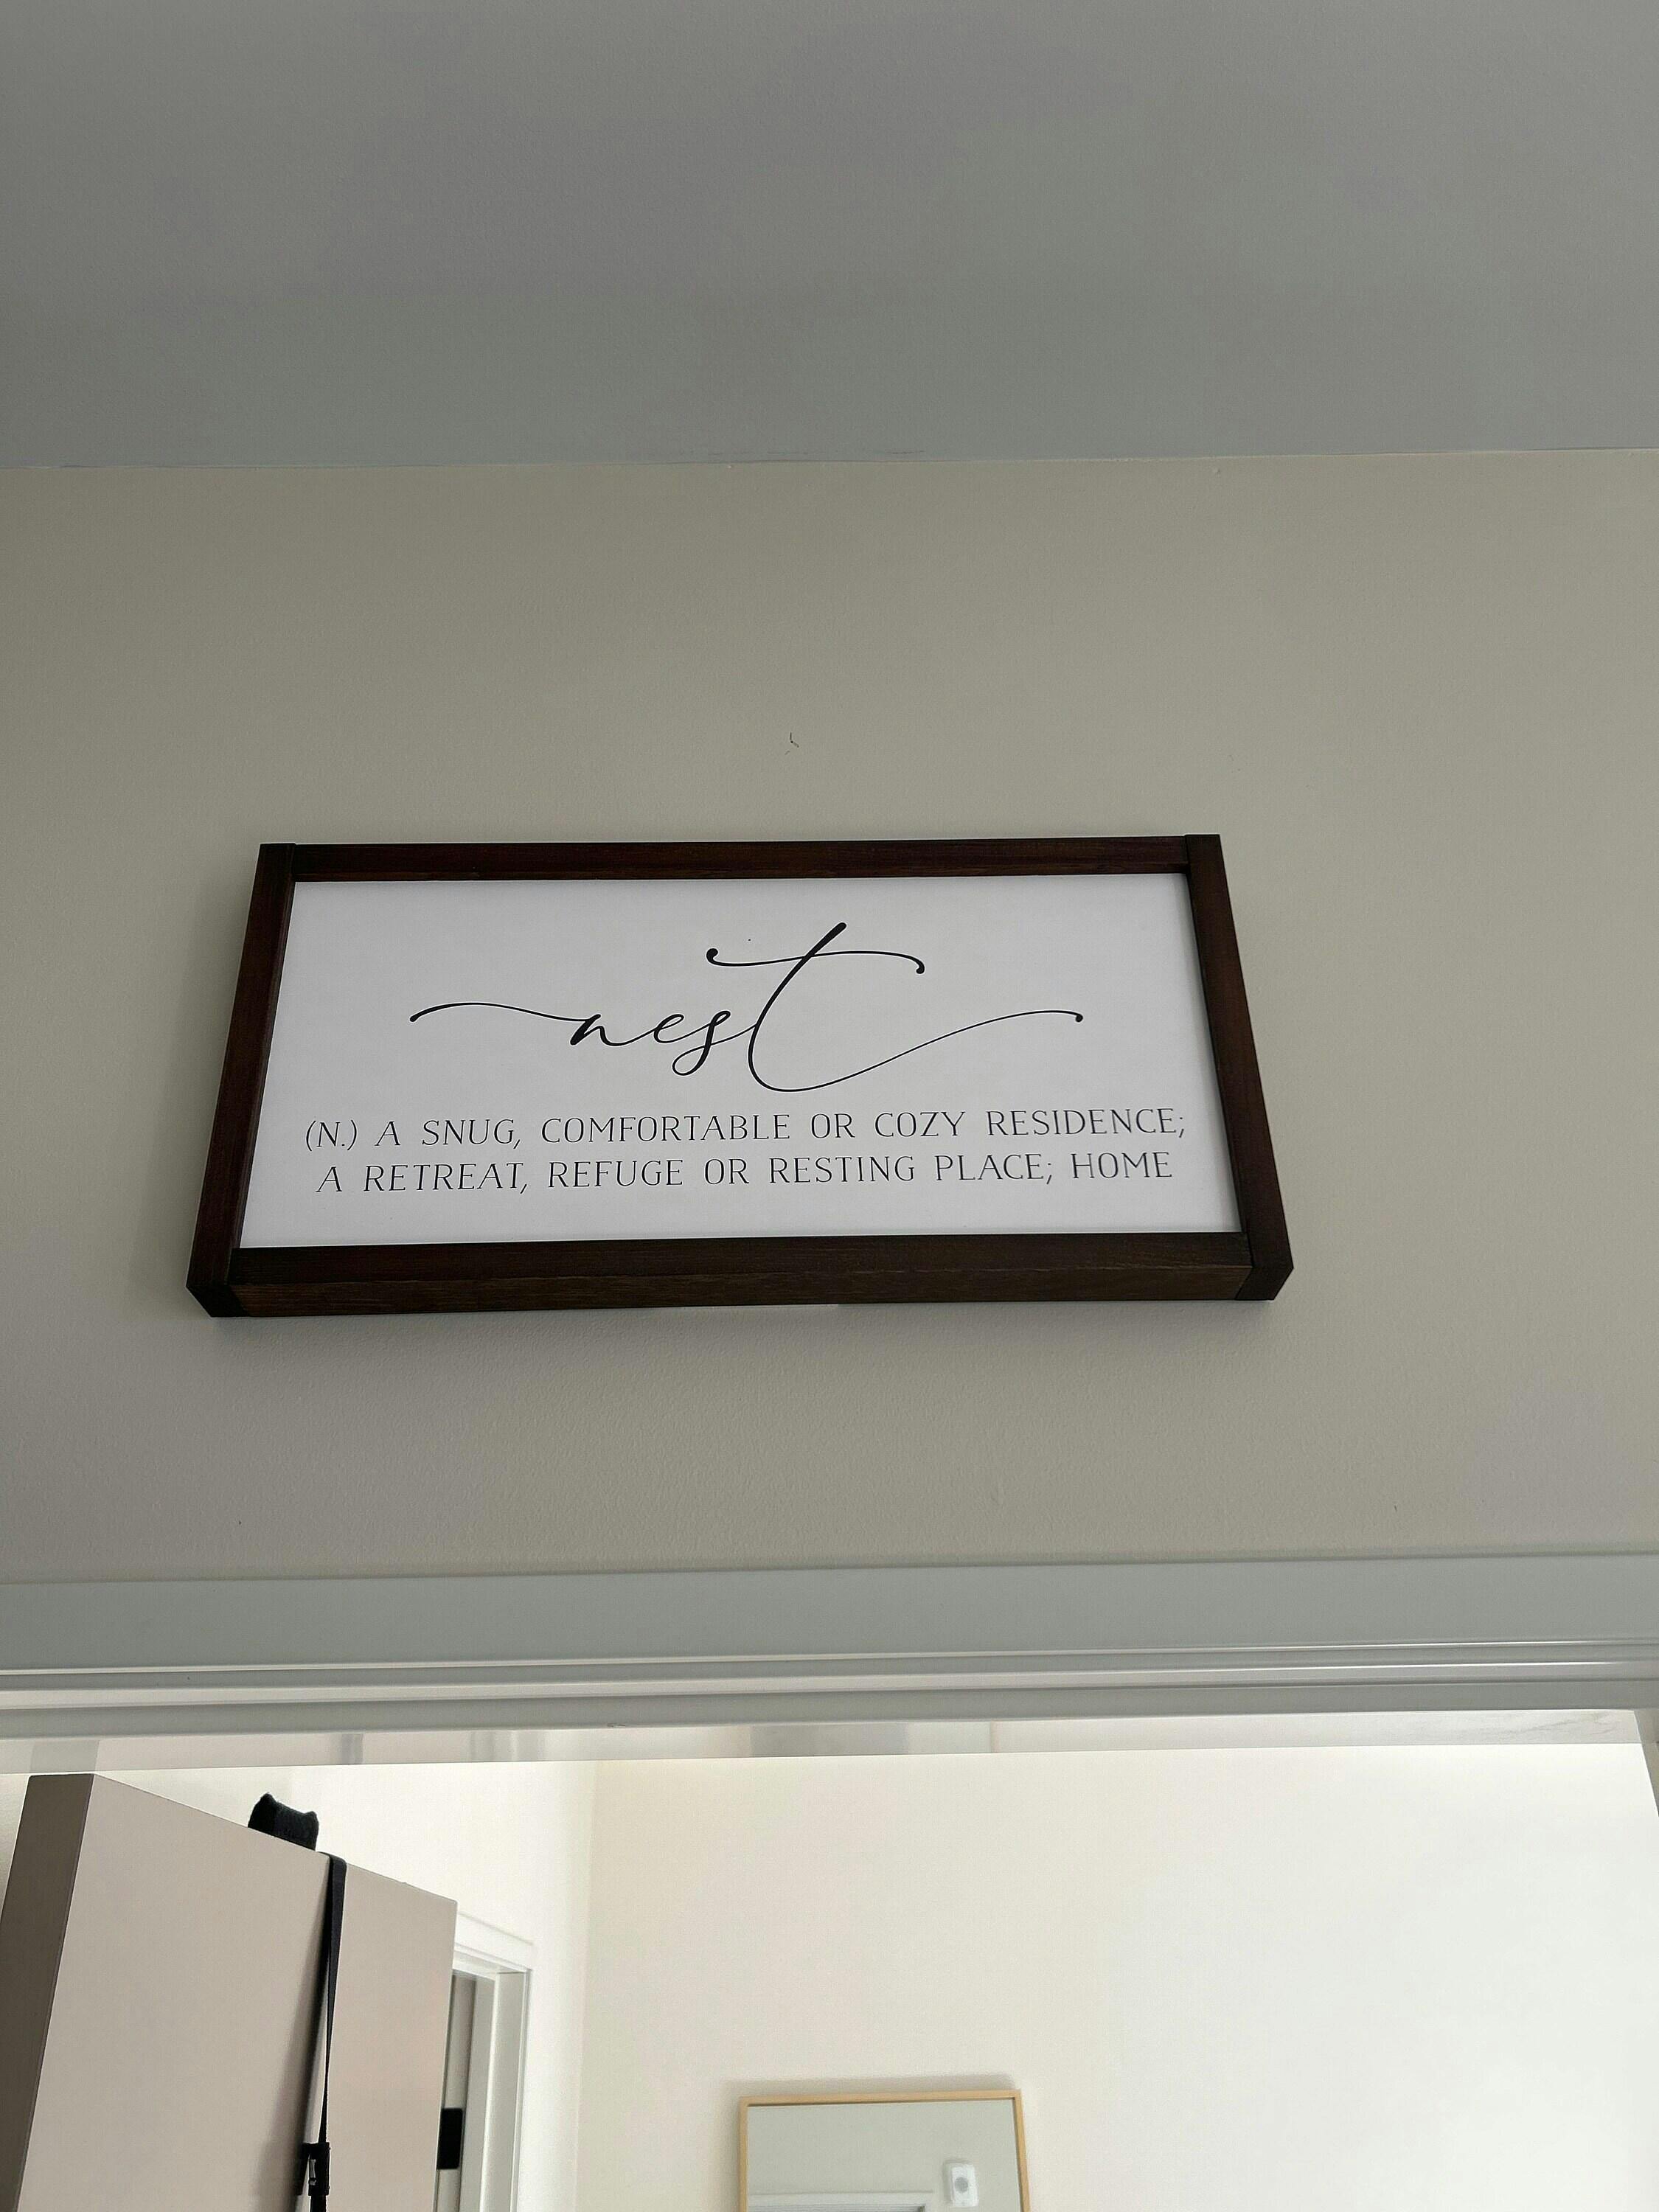 nest
(N.) A SNUG, COMFORTABLE OR COZY RESIDENCE;
A RETREAT, REFUGE OR RESTING PLACE; HOME